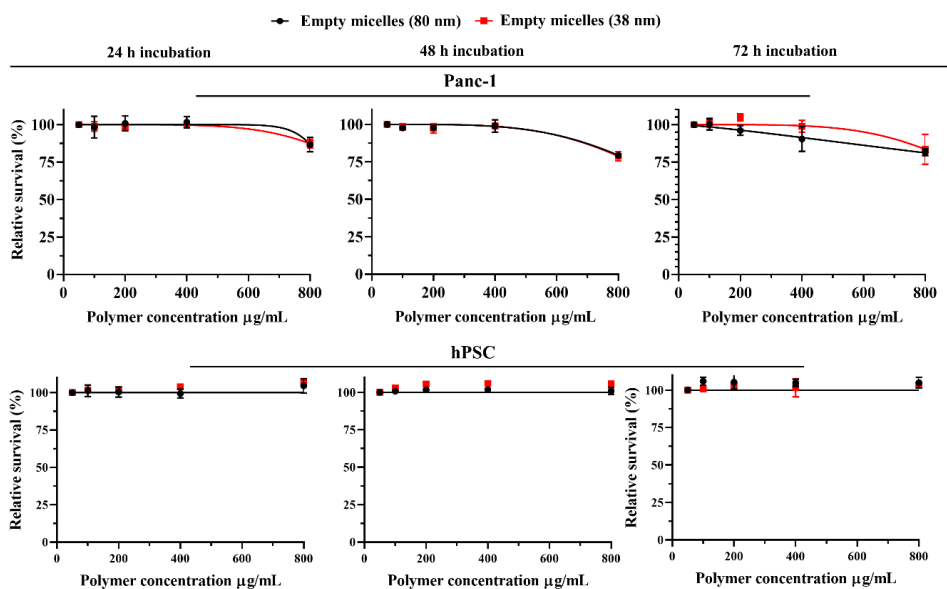 Empty micelles (80 nm) Empty micelles (38 nm)
24 h incubation 48 h incubation 72 h incubation
Panc-1
Relative survival (%)
100
75
50
25
0
0 200 400 600 800
Polymer concentration µg/mL
100
75
50
25
0
0 200 400 600 800
Polymer concentration µg/mL
Relative survival (%)
100
75
50
25
0
0 200 400 600 800
Polymer concentration µg/mL
hPSC
Relative survival (%)
100
75
50
25
0
0 200 400 600 800
Polymer concentration µg/mL
100
75
50
25
0
0 200 400 600 800
Polymer concentration µg/mL
Relative survival (%)
100
75
50
25
0
0 200 400 600 800
Polymer concentration µg/mL